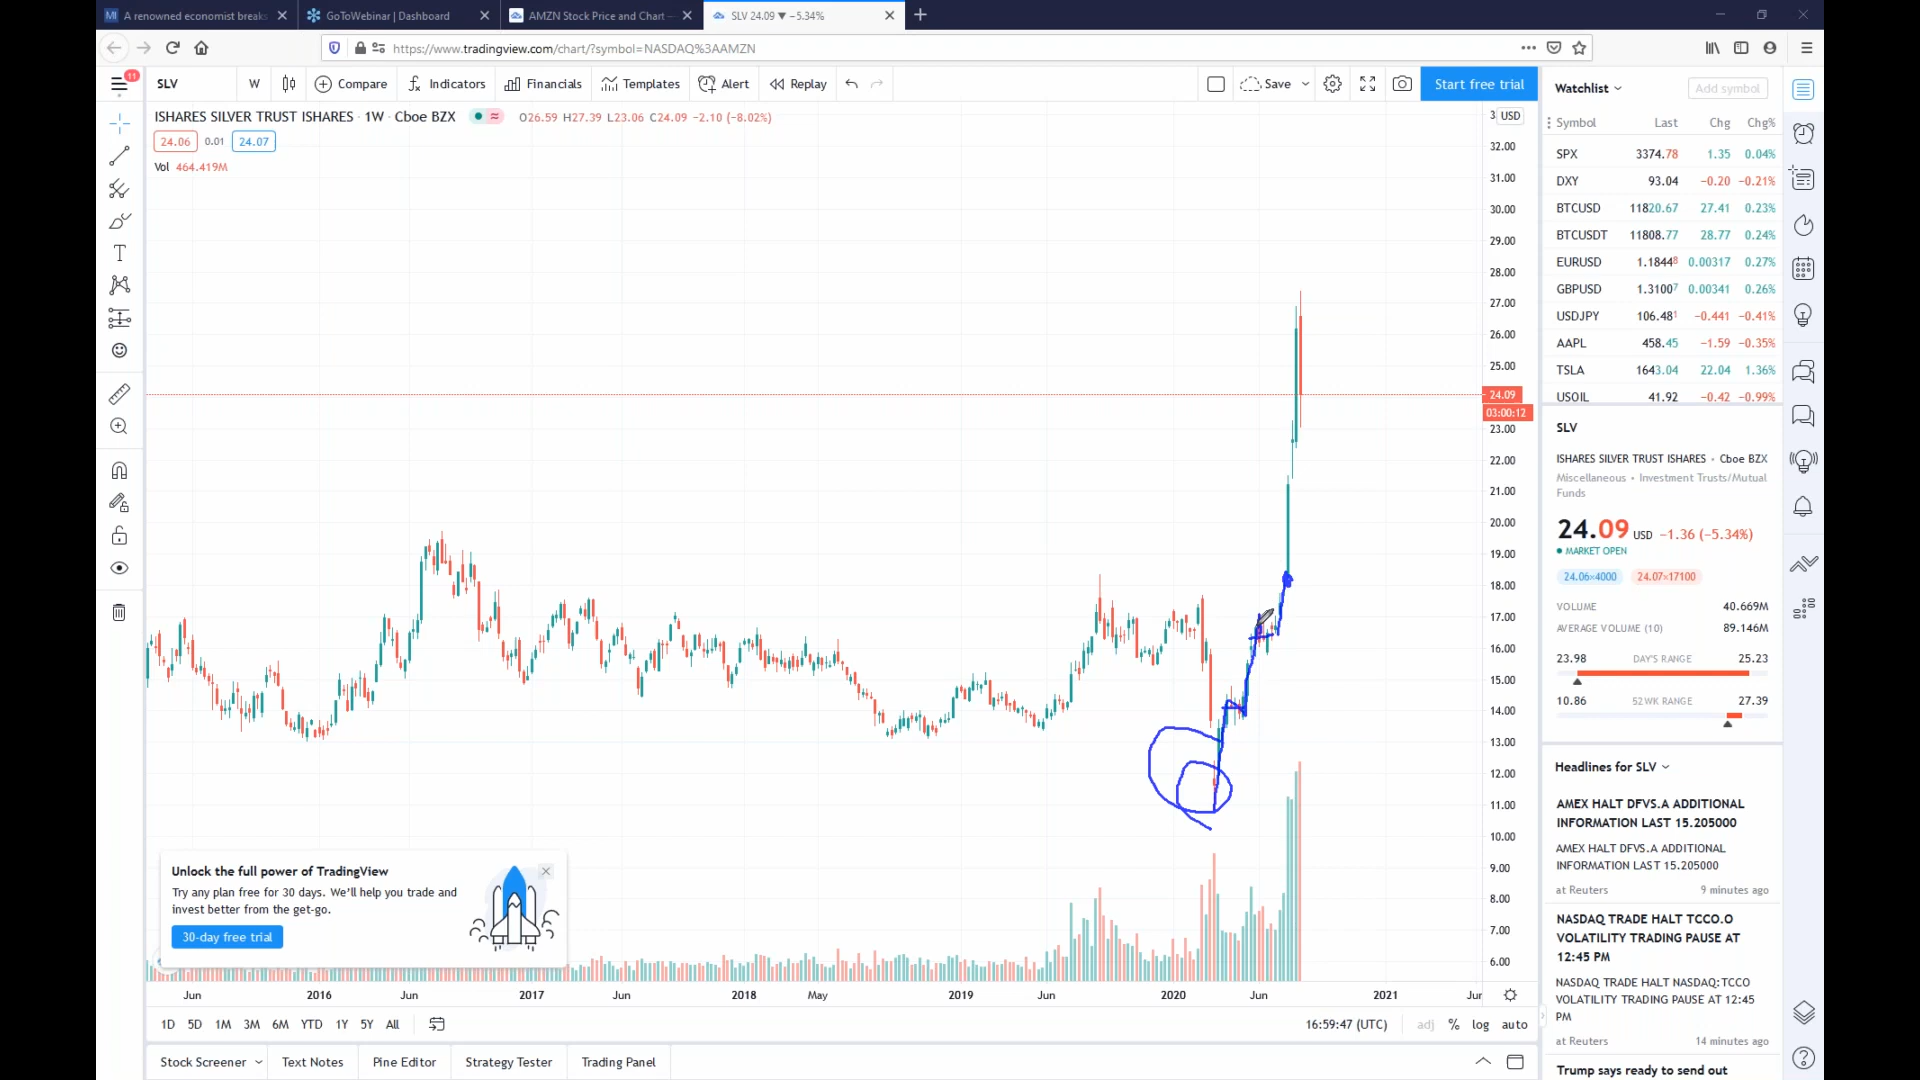 A renowned economist breaks
GoToWebinar | Dashboard
AMZN Stock Price and Chart —
SLV 24.09 ▼ −5.34%
https://www.tradingview.com/chart/?symbol=NASDAQ%3AAMZN
11
SLV
W
Compare
Indicators
Financials
Templates
Alert
Replay
Save
Start free trial
ISHARES SILVER TRUST ISHARES · 1W · Cboe BZX
O26.59 H27.39 L23.06 C24.09 −2.10 (−8.02%)
24.06 0.01 24.07
Vol 464.419M
USD
32.00
31.00
30.00
29.00
28.00
27.00
26.00
25.00
24.09
03:00:12
23.00
22.00
21.00
20.00
19.00
18.00
17.00
16.00
15.00
14.00
13.00
12.00
11.00
10.00
9.00
8.00
7.00
6.00
Unlock the full power of TradingView
Try any plan free for 30 days. We'll help you trade and
invest better from the get-go.
30-day free trial
Jun 2016 Jun 2017 Jun 2018 May 2019 Jun 2020 Jun 2021 Jun
1D 5D 1M 3M 6M YTD 1Y 5Y All
16:59:47 (UTC) adj % log auto
Stock Screener Text Notes Pine Editor Strategy Tester Trading Panel
Watchlist
Add symbol
Symbol Last Chg Chg%
SPX 3374.78 1.35 0.04%
DXY 93.04 −0.20 −0.21%
BTCUSD 11820.67 27.41 0.23%
BTCUSDT 11808.77 28.77 0.24%
EURUSD 1.18448 0.00317 0.27%
GBPUSD 1.31007 0.00341 0.26%
USDJPY 106.481 −0.441 −0.41%
AAPL 458.45 −1.59 −0.35%
TSLA 1643.04 22.04 1.36%
USOIL 41.92 −0.42 −0.99%
SLV
ISHARES SILVER TRUST ISHARES • Cboe BZX
Miscellaneous • Investment Trusts/Mutual
Funds
24.09 USD −1.36 (−5.34%)
MARKET OPEN
24.06×4000 24.07×17100
VOLUME 40.669M
AVERAGE VOLUME (10) 89.146M
23.98 DAY'S RANGE 25.23
10.86 52WK RANGE 27.39
Headlines for SLV
AMEX HALT DFVS.A ADDITIONAL
INFORMATION LAST 15.205000
AMEX HALT DFVS.A ADDITIONAL
INFORMATION LAST 15.205000
at Reuters 9 minutes ago
NASDAQ TRADE HALT TCCO.O
VOLATILITY TRADING PAUSE AT
12:45 PM
NASDAQ TRADE HALT NASDAQ:TCCO
VOLATILITY TRADING PAUSE AT 12:45
PM
at Reuters 14 minutes ago
Trump says ready to send out